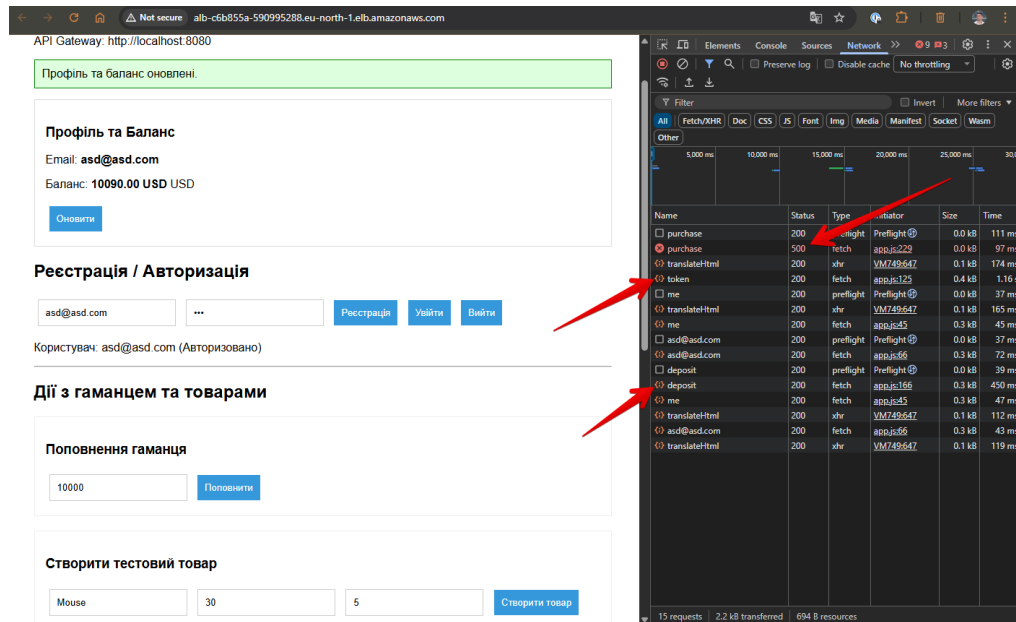 Not secure alb-c6b855a-590995288.eu-north-1.elb.amazonaws.com
API Gateway: http://localhost:8080
Профіль та баланс оновлені.
Профіль та Баланс
Email: asd@asd.com
Баланс: 10090.00 USD USD
Оновити
Реєстрація / Авторизація
asd@asd.com ••• Реєстрація Увійти Вийти
Користувач: asd@asd.com (Авторизовано)
Дії з гаманцем та товарами
Поповнення гаманця
10000 Поповнити
Створити тестовий товар
Mouse 30 5 Створити товар
Elements Console Sources Network 9 3
Preserve log Disable cache No throttling
Filter Invert More filters
All Fetch/XHR Doc CSS JS Font Img Media Manifest Socket Wasm
Other
5,000 ms 10,000 ms 15,000 ms 20,000 ms 25,000 ms 30,
Name Status Type Initiator Size Time
purchase 200 preflight Preflight 0.0 kB 111 ms
purchase 500 fetch app.js:229 0.0 kB 97 ms
translateHtml 200 xhr VM749:647 0.1 kB 174 ms
token 200 fetch app.js:125 0.4 kB 1.16 s
me 200 preflight Preflight 0.0 kB 37 ms
translateHtml 200 xhr VM749:647 0.1 kB 165 ms
me 200 fetch app.js:45 0.3 kB 45 ms
asd@asd.com 200 preflight Preflight 0.0 kB 37 ms
asd@asd.com 200 fetch app.js:66 0.3 kB 72 ms
deposit 200 preflight Preflight 0.0 kB 39 ms
deposit 200 fetch app.js:166 0.3 kB 450 ms
me 200 fetch app.js:45 0.3 kB 47 ms
translateHtml 200 xhr VM749:647 0.1 kB 112 ms
asd@asd.com 200 fetch app.js:66 0.3 kB 43 ms
translateHtml 200 xhr VM749:647 0.1 kB 119 ms
15 requests 2.2 kB transferred 694 B resources